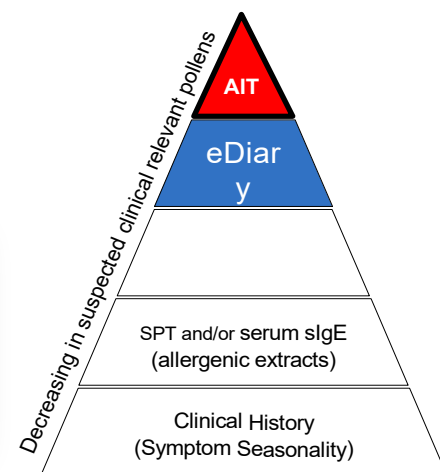 Decreasing in suspected clinical relevant pollens
AIT
eDiar
y
SPT and/or serum sIgE
(allergenic extracts)
Clinical History
(Symptom Seasonality)